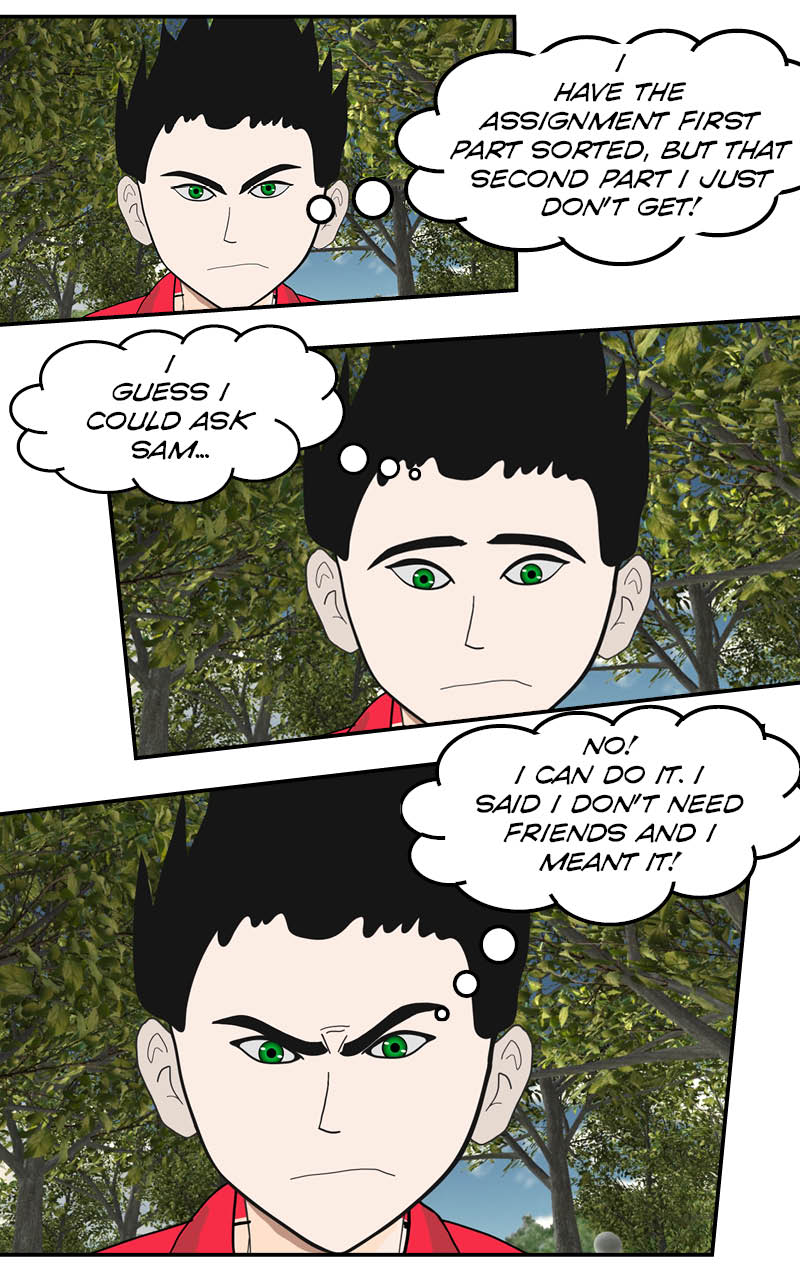 I
HAVE THE
ASSIGNMENT FIRST
PART SORTED, BUT THAT
SECOND PART I JUST
DON'T GET!
I
GUESS I
COULD ASK
SAM...
NO!
I CAN DO IT. I
SAID I DON'T NEED
FRIENDS AND I
MEANT IT!